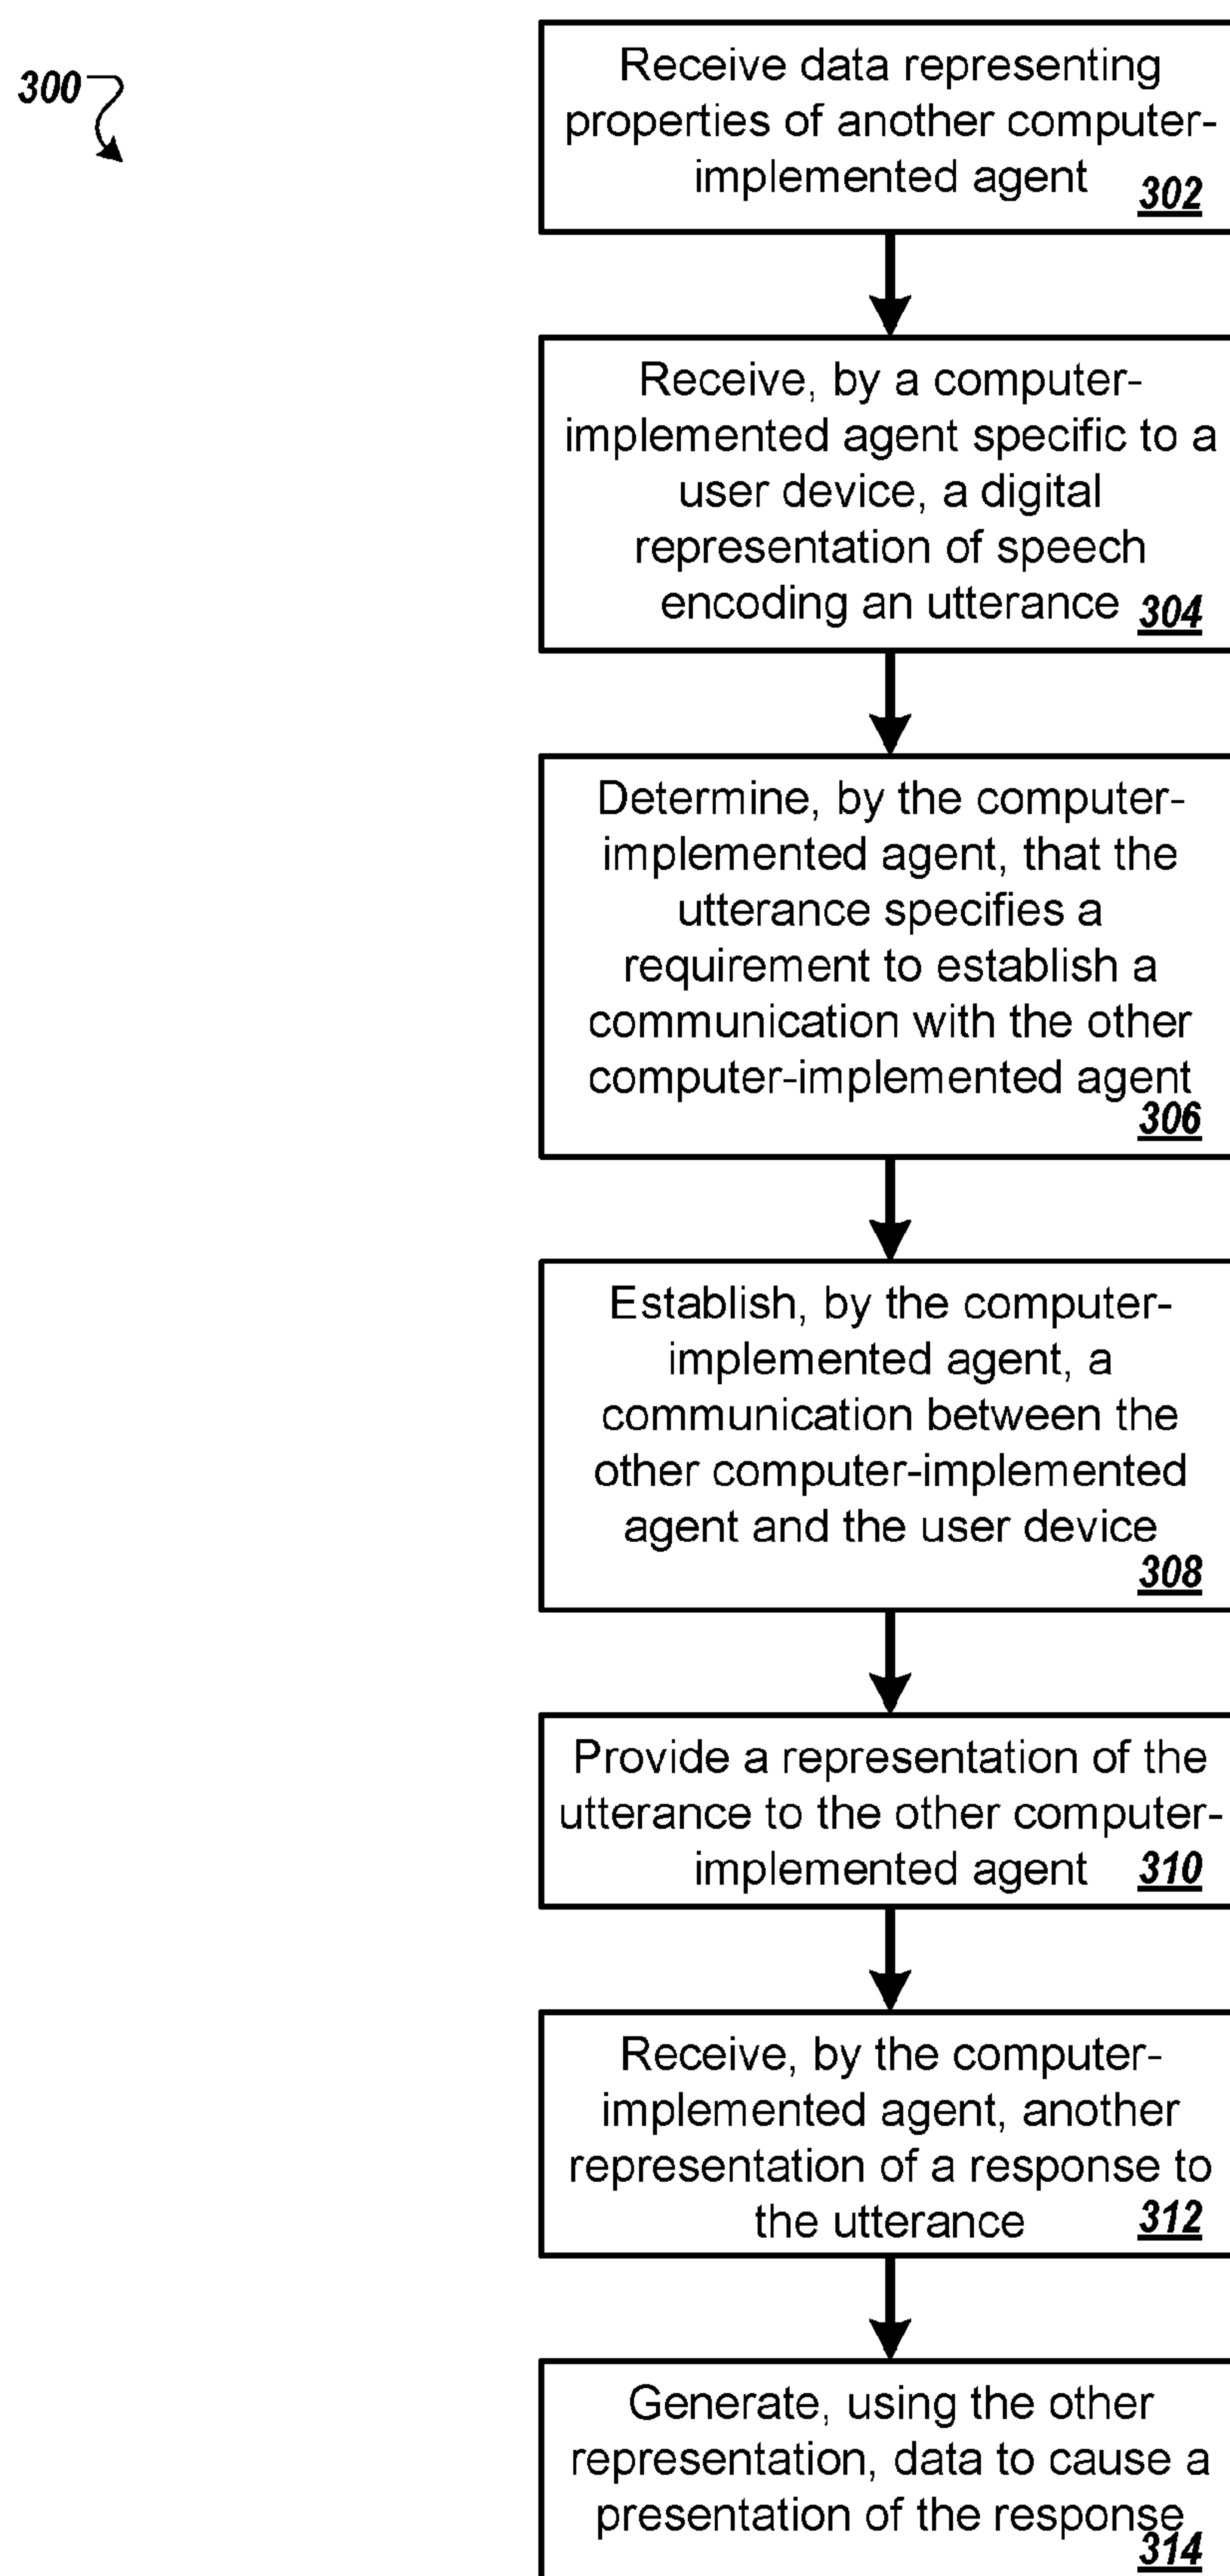 300
Receive data representing
properties of another computer-
implemented agent 302
Receive, by a computer-
implemented agent specific to a
user device, a digital
representation of speech
encoding an utterance 304
Determine, by the computer-
implemented agent, that the
utterance specifies a
requirement to establish a
communication with the other
computer-implemented agent
306
Establish, by the computer-
implemented agent, a
communication between the
other computer-implemented
agent and the user device
308
Provide a representation of the
utterance to the other computer-
implemented agent 310
Receive, by the computer-
implemented agent, another
representation of a response to
the utterance 312
Generate, using the other
representation, data to cause a
presentation of the response
314